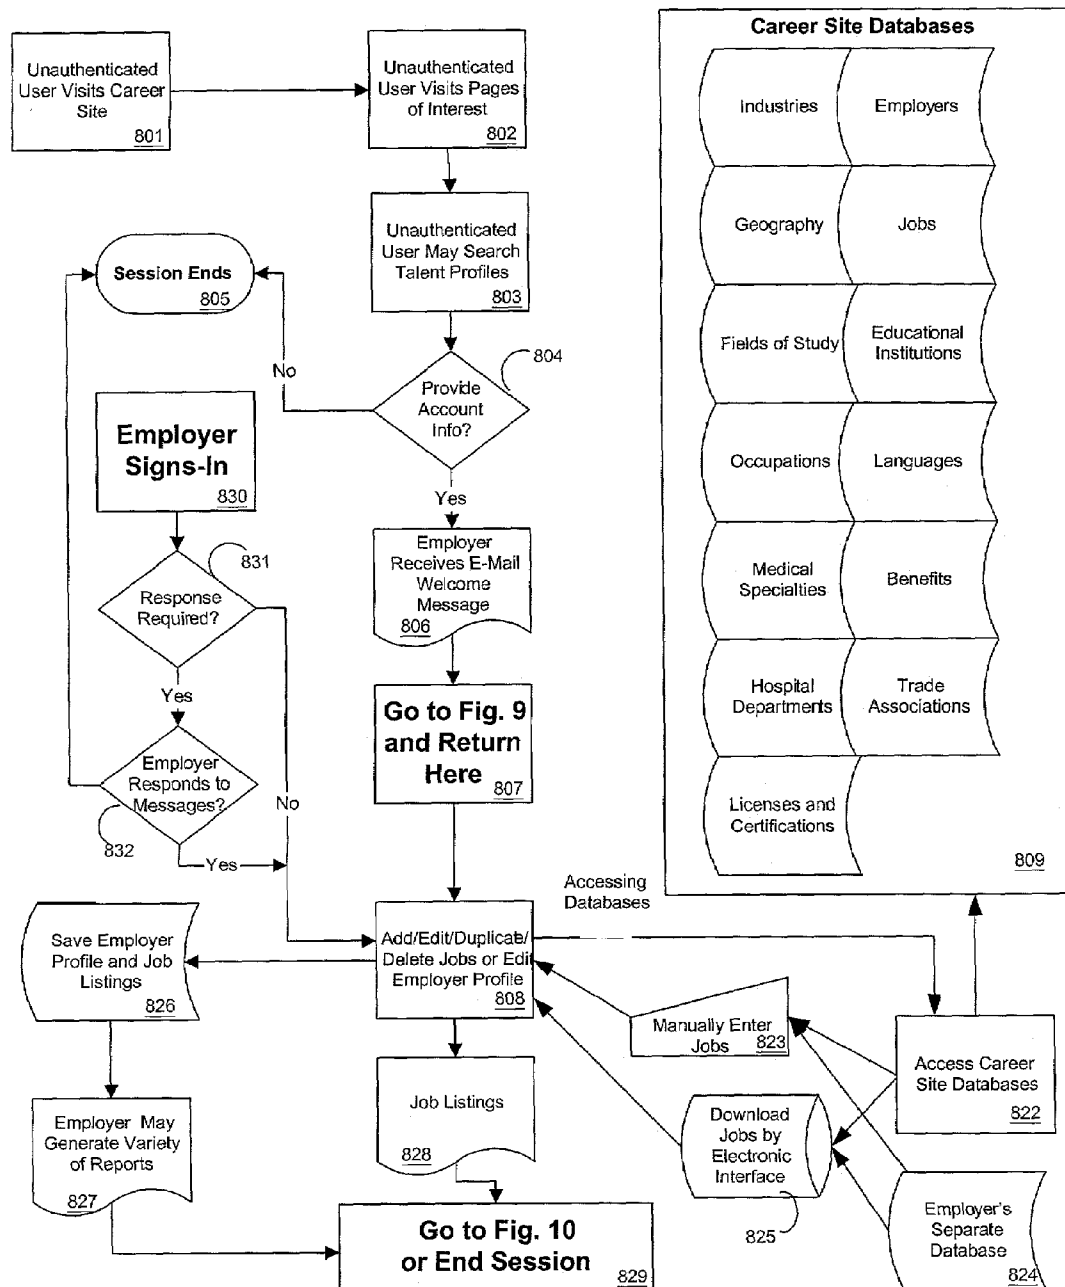 Unauthenticated
User Visits Career
Site
801
Unauthenticated
User Visits Pages
of Interest
802
Unauthenticated
User May Search
Talent Profiles
803
Session Ends
805
804
No
Provide
Account
Info?
Yes
Employer
Signs-In
830
831
Response
Required?
Yes
No
Employer
Responds to
Messages?
832
Yes
Employer
Receives E-Mail
Welcome
Message
806
Go to Fig. 9
and Return
Here
807
Career Site Databases
Industries
Employers
Geography
Jobs
Fields of Study
Educational
Institutions
Occupations
Languages
Medical
Specialties
Benefits
Hospital
Departments
Trade
Associations
Licenses and
Certifications
809
Accessing
Databases
Add/Edit/Duplicate/
Delete Jobs or Edit
Employer Profile
808
Save Employer
Profile and Job
Listings
826
Manually Enter
Jobs
823
Access Career
Site Databases
822
Employer May
Generate Variety
of Reports
827
Job Listings
828
Download
Jobs by
Electronic
Interface
825
Employer's
Separate
Database
824
Go to Fig. 10
or End Session
829